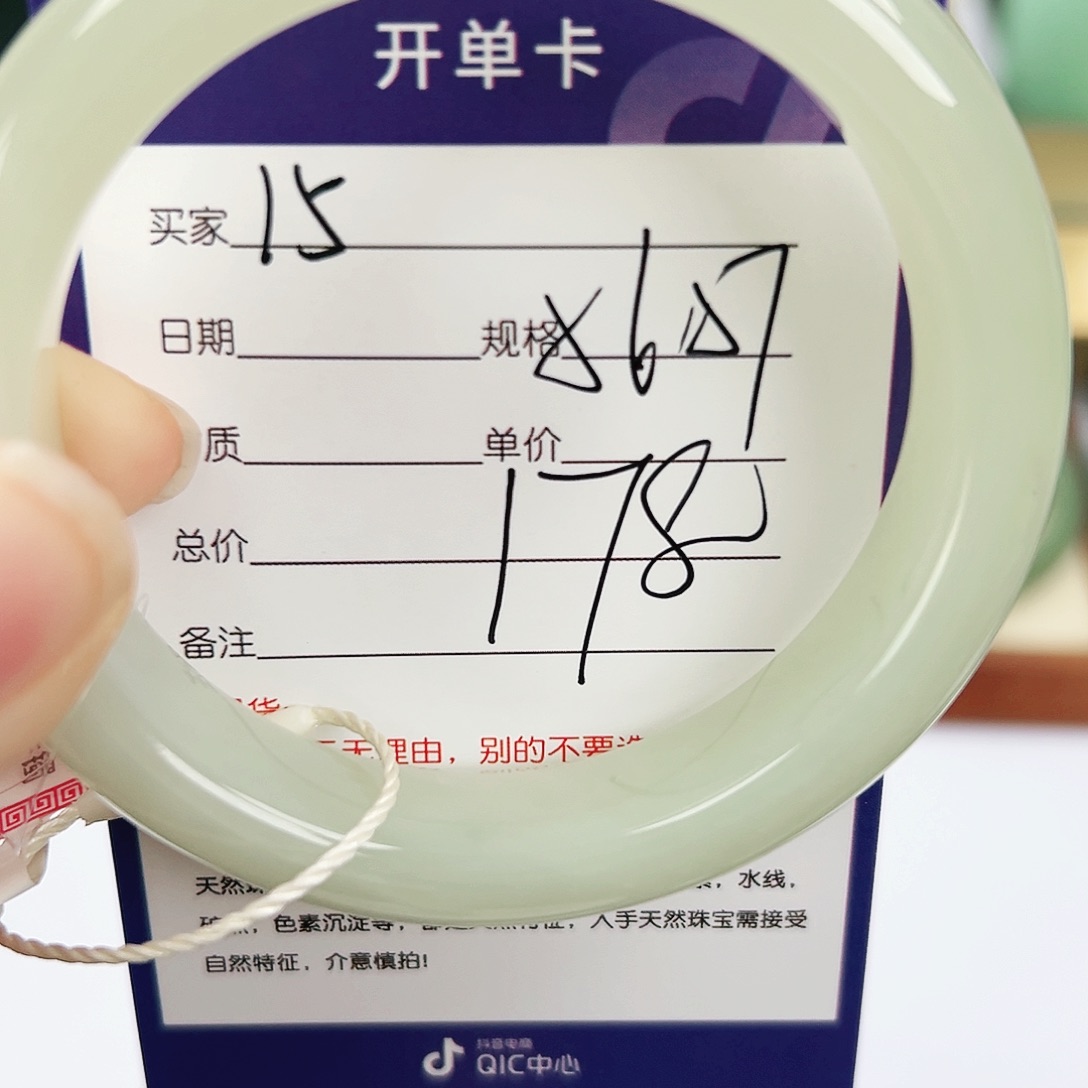 开单卡
买家 15
日期 规格
质 单价
总价 178
备注
无理由，别的不要
天然 水线，
色素沉淀等， 入手天然珠宝需接受
自然特征，介意慎拍!
抖音电商
QIC中心